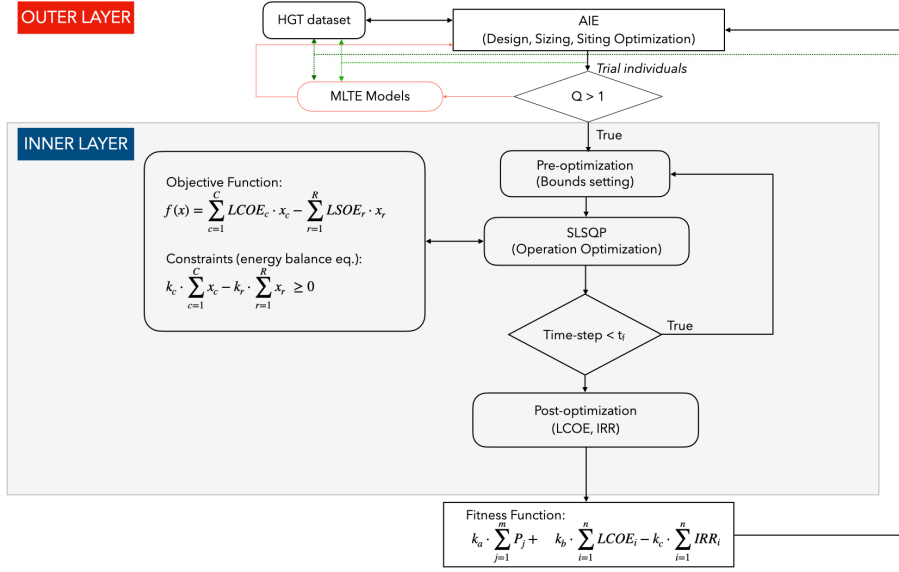 OUTER LAYER
HGT dataset
AIE
(Design, Sizing, Siting Optimization)
Trial individuals
MLTE Models
Q > 1
True
INNER LAYER
Pre-optimization
(Bounds setting)
Objective Function:
f(x) = ∑_{c=1}^{C} LCOE_c · x_c − ∑_{r=1}^{R} LSOE_r · x_r
Constraints (energy balance eq.):
k_c · ∑_{c=1}^{C} x_c − k_r · ∑_{r=1}^{R} x_r ≥ 0
SLSQP
(Operation Optimization)
Time-step < t_f
True
Post-optimization
(LCOE, IRR)
Fitness Function:
k_a · ∑_{j=1}^{m} P_j + k_b · ∑_{i=1}^{n} LCOE_i − k_c · ∑_{i=1}^{n} IRR_i